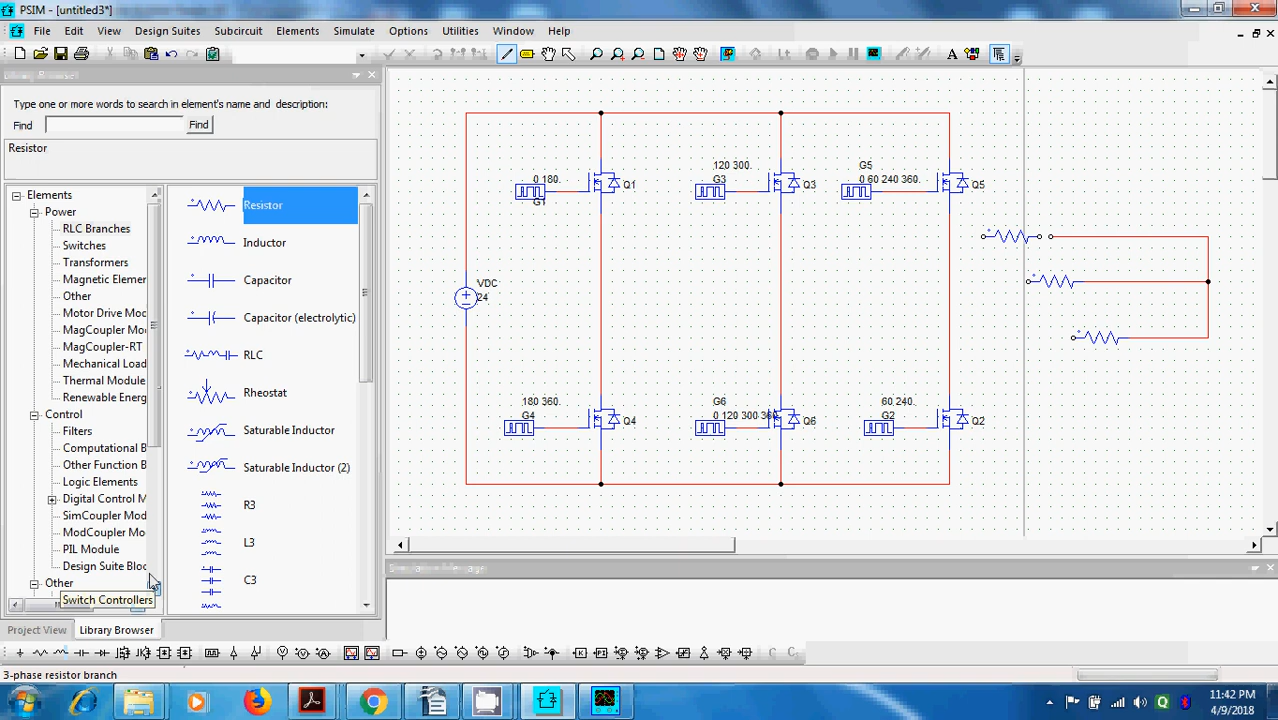 PSIM - [untitled3*]
File Edit View Design Suites Subcircuit Elements Simulate Options Utilities Window Help
Library Browser
Type one or more words to search in element's name and description:
Find
Find
Resistor
Elements
Power
RLC Branches
Switches
Transformers
Magnetic Elemer
Other
Motor Drive Mod
MagCoupler Mo
MagCoupler-RT
Mechanical Load
Thermal Module
Renewable Energ
Control
Filters
Computational B
Other Function B
Logic Elements
Digital Control M
SimCoupler Mod
ModCoupler Mo
PIL Module
Design Suite Bloc
Other
Switch Controllers
Resistor
Inductor
Capacitor
Capacitor (electrolytic)
RLC
Rheostat
Saturable Inductor
Saturable Inductor (2)
R3
L3
C3
Project View Library Browser
0 180.
G1
Q1
120 300.
G3
Q3
G5
0 60 240 360.
Q5
VDC
24
180 360.
G4
Q4
G6
0 120 300 360.
Q6
60 240.
G2
Q2
Simulation Message
3-phase resistor branch
11:42 PM
4/9/2018